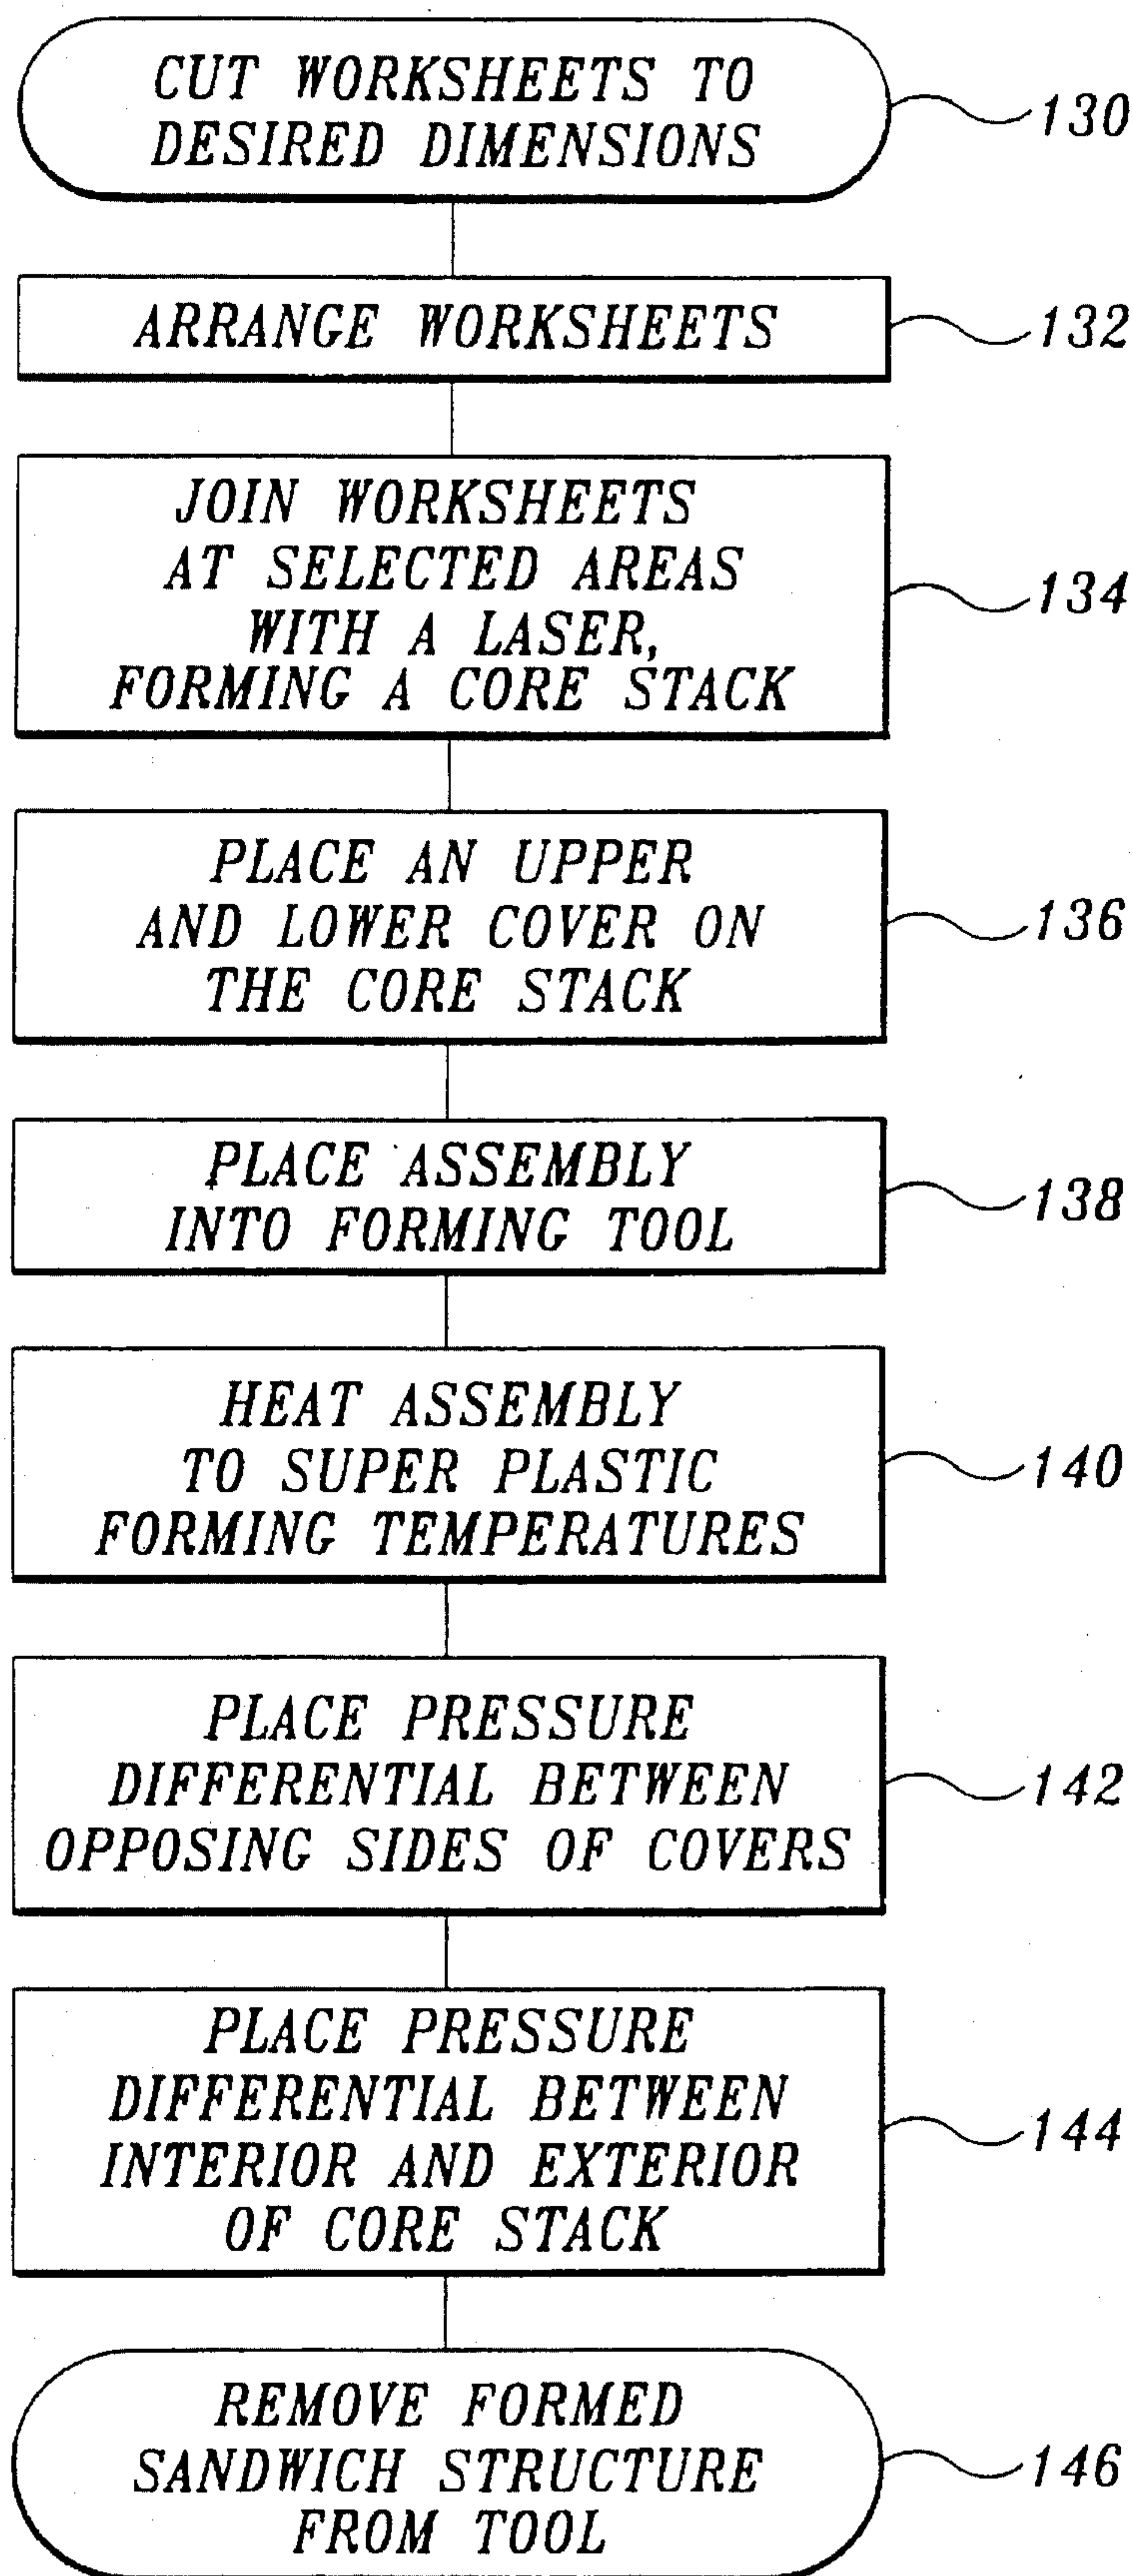 CUT WORKSHEETS TO
DESIRED DIMENSIONS
130
ARRANGE WORKSHEETS
132
JOIN WORKSHEETS
AT SELECTED AREAS
WITH A LASER,
FORMING A CORE STACK
134
PLACE AN UPPER
AND LOWER COVER ON
THE CORE STACK
136
PLACE ASSEMBLY
INTO FORMING TOOL
138
HEAT ASSEMBLY
TO SUPER PLASTIC
FORMING TEMPERATURES
140
PLACE PRESSURE
DIFFERENTIAL BETWEEN
OPPOSING SIDES OF COVERS
142
PLACE PRESSURE
DIFFERENTIAL BETWEEN
INTERIOR AND EXTERIOR
OF CORE STACK
144
REMOVE FORMED
SANDWICH STRUCTURE
FROM TOOL
146